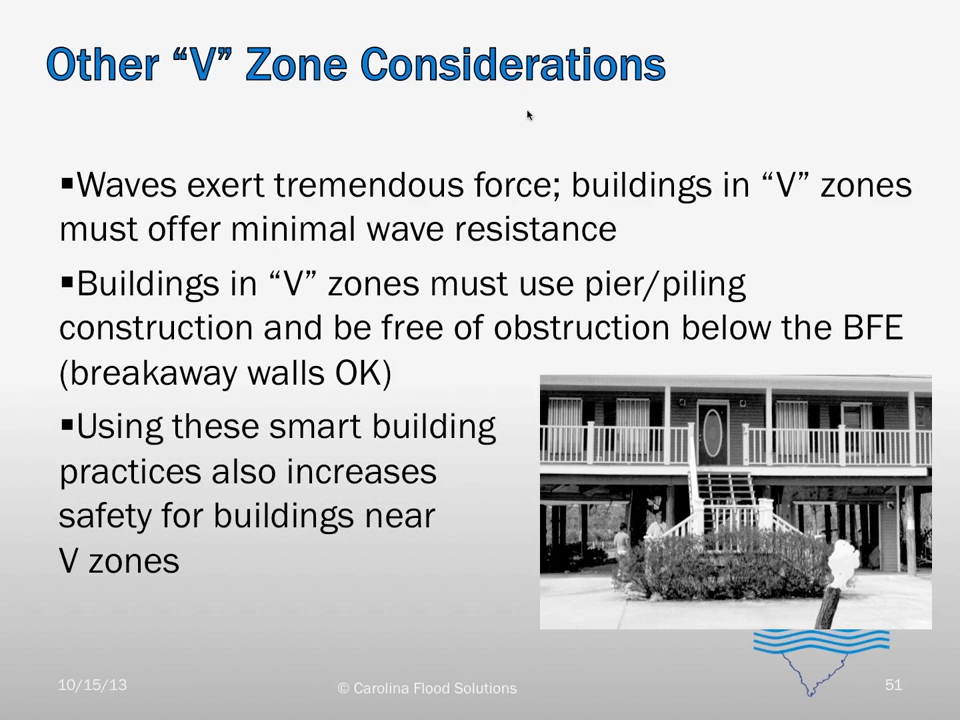 Other “V” Zone Considerations
▪Waves exert tremendous force; buildings in “V” zones
must offer minimal wave resistance
▪Buildings in “V” zones must use pier/piling
construction and be free of obstruction below the BFE
(breakaway walls OK)
▪Using these smart building
practices also increases
safety for buildings near
V zones
10/15/13
© Carolina Flood Solutions
51